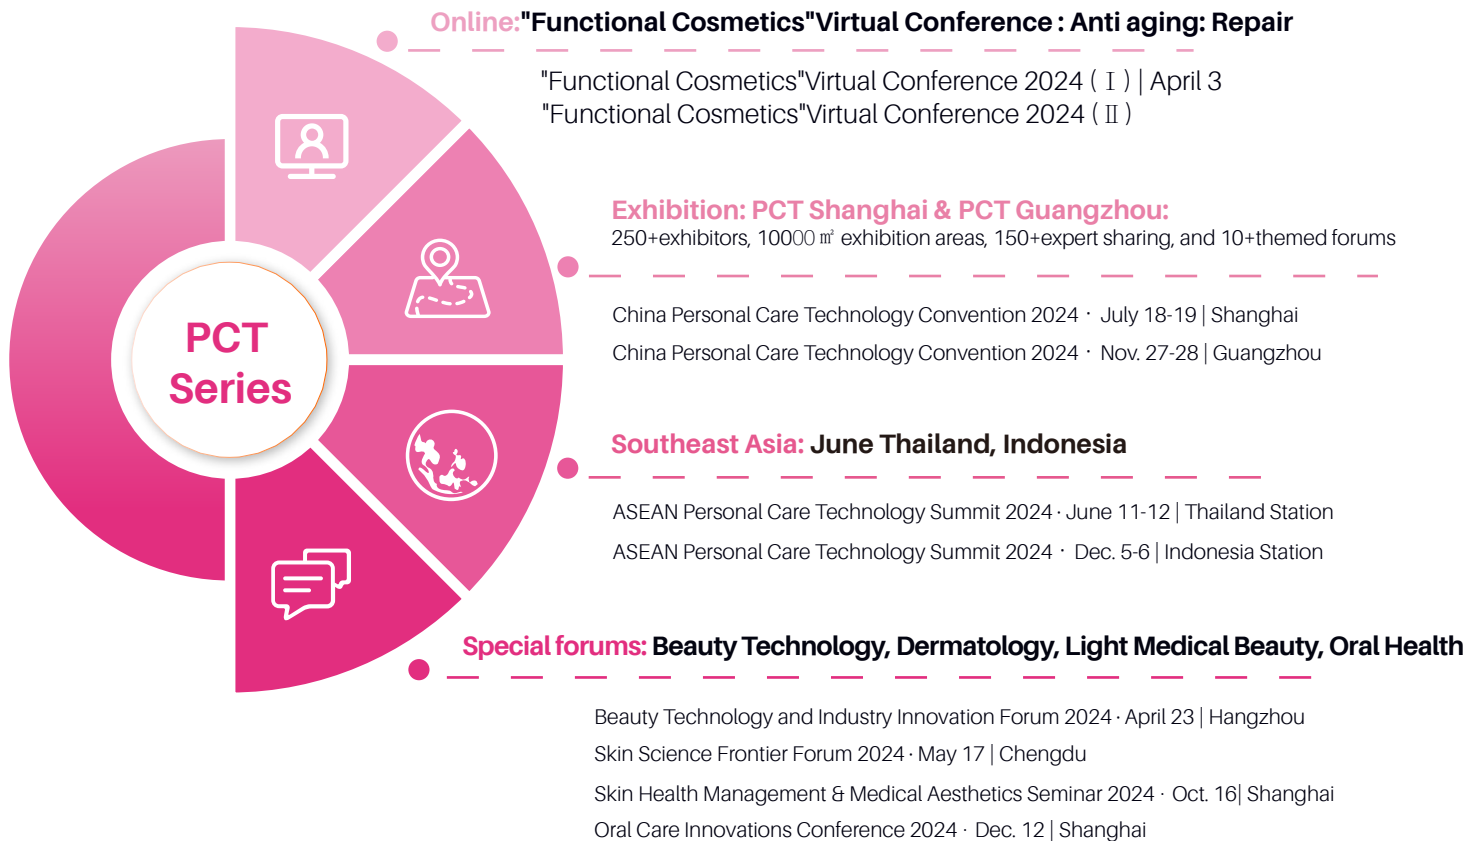 Online:"Functional Cosmetics"Virtual Conference : Anti aging: Repair
"Functional Cosmetics"Virtual Conference 2024 ( Ⅰ ) | April 3
"Functional Cosmetics"Virtual Conference 2024 ( Ⅱ )
Exhibition: PCT Shanghai & PCT Guangzhou:
250+exhibitors, 10000 ㎡ exhibition areas, 150+expert sharing, and 10+themed forums
China Personal Care Technology Convention 2024 · July 18-19 | Shanghai
China Personal Care Technology Convention 2024 · Nov. 27-28 | Guangzhou
PCT
Series
Southeast Asia: June Thailand, Indonesia
ASEAN Personal Care Technology Summit 2024 · June 11-12 | Thailand Station
ASEAN Personal Care Technology Summit 2024 · Dec. 5-6 | Indonesia Station
Special forums: Beauty Technology, Dermatology, Light Medical Beauty, Oral Health
Beauty Technology and Industry Innovation Forum 2024 · April 23 | Hangzhou
Skin Science Frontier Forum 2024 · May 17 | Chengdu
Skin Health Management & Medical Aesthetics Seminar 2024 · Oct. 16| Shanghai
Oral Care Innovations Conference 2024 · Dec. 12 | Shanghai